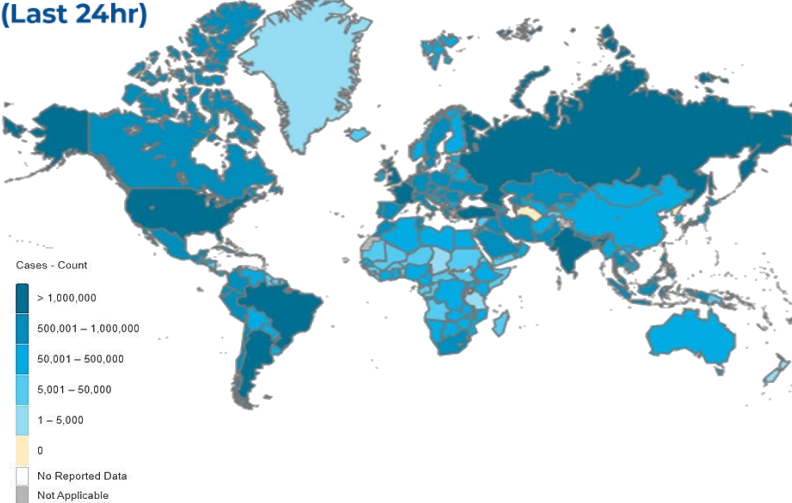 (Last 24hr)
Cases - Count
> 1,000,000
500,001 – 1,000,000
50,001 – 500,000
5,001 – 50,000
1 – 5,000
0
No Reported Data
Not Applicable